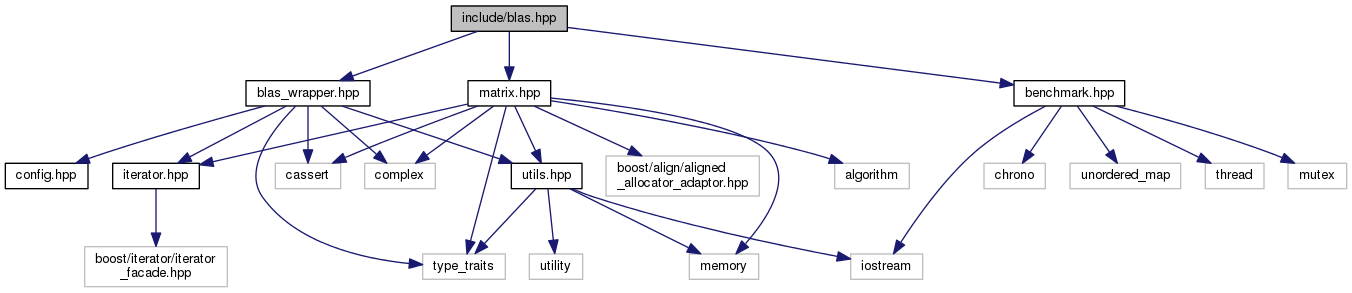 include/blas.hpp
blas_wrapper.hpp
matrix.hpp
benchmark.hpp
config.hpp
iterator.hpp
cassert
complex
utils.hpp
boost/align/aligned
_allocator_adaptor.hpp
algorithm
chrono
unordered_map
thread
mutex
boost/iterator/iterator
_facade.hpp
type_traits
utility
memory
iostream